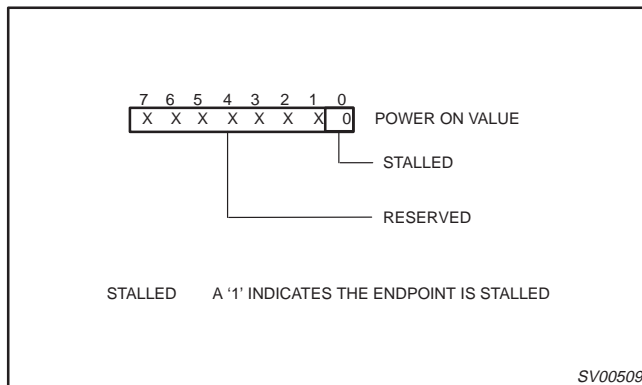 7 6 5 4 3 2 1 0
X X X X X X X 0 POWER ON VALUE
STALLED
RESERVED
STALLED A ‘1’ INDICATES THE ENDPOINT IS STALLED
SV00509